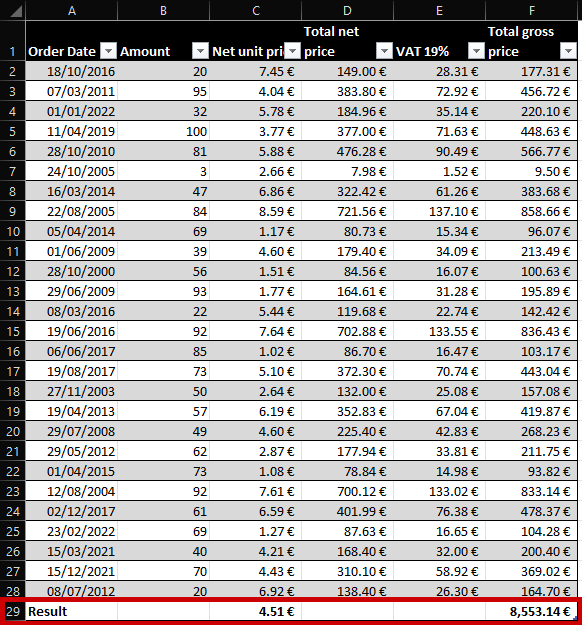 A B C D E F
Total net Total gross
1 Order Date Amount Net unit pri price VAT 19% price
2 18/10/2016 20 7.45 € 149.00 € 28.31 € 177.31 €
3 07/03/2011 95 4.04 € 383.80 € 72.92 € 456.72 €
4 01/01/2022 32 5.78 € 184.96 € 35.14 € 220.10 €
5 11/04/2019 100 3.77 € 377.00 € 71.63 € 448.63 €
6 28/10/2010 81 5.88 € 476.28 € 90.49 € 566.77 €
7 24/10/2005 3 2.66 € 7.98 € 1.52 € 9.50 €
8 16/03/2014 47 6.86 € 322.42 € 61.26 € 383.68 €
9 22/08/2005 84 8.59 € 721.56 € 137.10 € 858.66 €
10 05/04/2014 69 1.17 € 80.73 € 15.34 € 96.07 €
11 01/06/2009 39 4.60 € 179.40 € 34.09 € 213.49 €
12 28/10/2000 56 1.51 € 84.56 € 16.07 € 100.63 €
13 29/06/2009 93 1.77 € 164.61 € 31.28 € 195.89 €
14 08/03/2016 22 5.44 € 119.68 € 22.74 € 142.42 €
15 19/06/2016 92 7.64 € 702.88 € 133.55 € 836.43 €
16 06/06/2017 85 1.02 € 86.70 € 16.47 € 103.17 €
17 19/08/2017 73 5.10 € 372.30 € 70.74 € 443.04 €
18 27/11/2003 50 2.64 € 132.00 € 25.08 € 157.08 €
19 19/04/2013 57 6.19 € 352.83 € 67.04 € 419.87 €
20 29/07/2008 49 4.60 € 225.40 € 42.83 € 268.23 €
21 29/05/2012 62 2.87 € 177.94 € 33.81 € 211.75 €
22 01/04/2015 73 1.08 € 78.84 € 14.98 € 93.82 €
23 12/08/2004 92 7.61 € 700.12 € 133.02 € 833.14 €
24 02/12/2017 61 6.59 € 401.99 € 76.38 € 478.37 €
25 23/02/2022 69 1.27 € 87.63 € 16.65 € 104.28 €
26 15/03/2021 40 4.21 € 168.40 € 32.00 € 200.40 €
27 15/12/2021 70 4.43 € 310.10 € 58.92 € 369.02 €
28 08/07/2012 20 6.92 € 138.40 € 26.30 € 164.70 €
29 Result 4.51 € 8,553.14 €